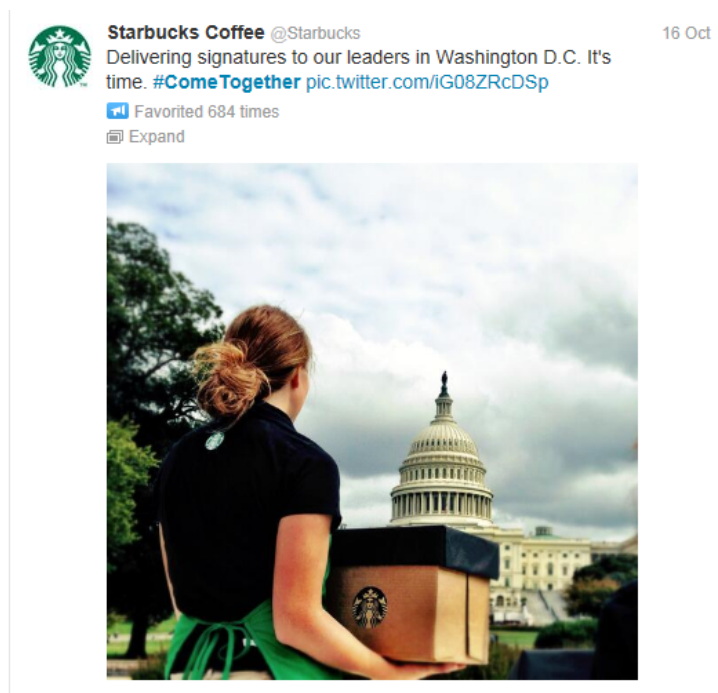 Starbucks Coffee @Starbucks 16 Oct
Delivering signatures to our leaders in Washington D.C. It's
time. #ComeTogether pic.twitter.com/iG08ZRcDSp
Favorited 684 times
Expand